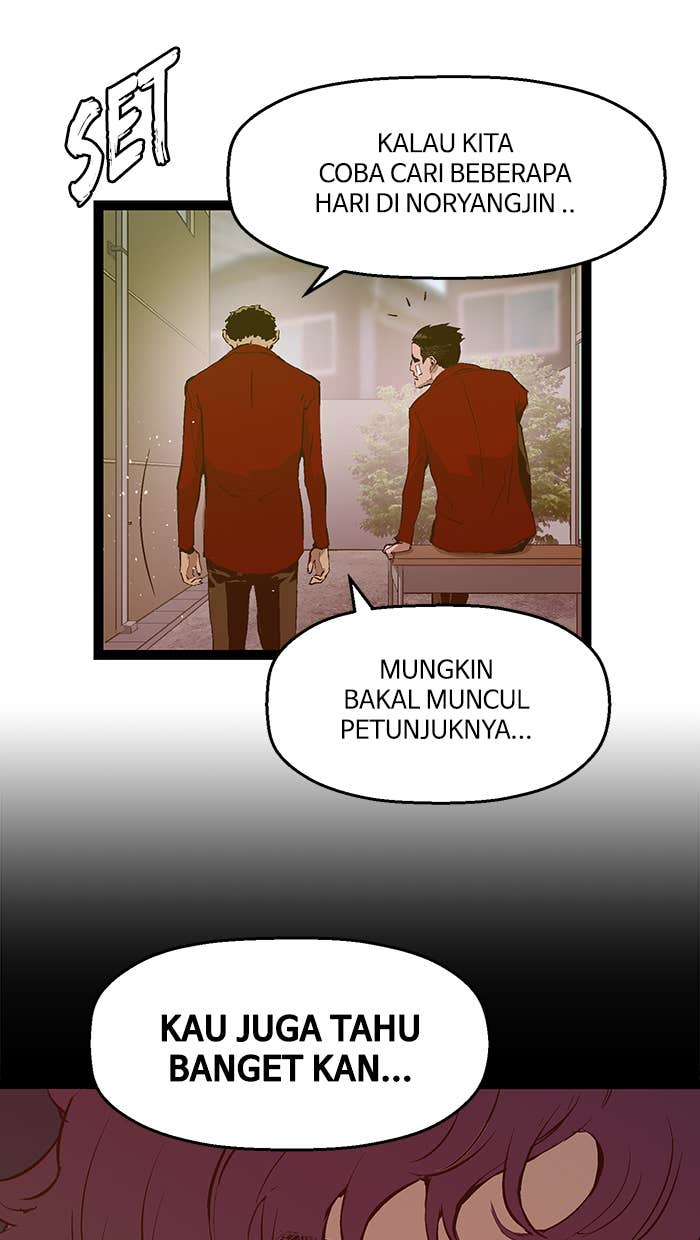 SET
KALAU KITA
COBA CARI BEBERAPA
HARI DI NORYANGJIN ..
MUNGKIN
BAKAL MUNCUL
PETUNJUKNYA...
KAU JUGA TAHU
BANGET KAN...